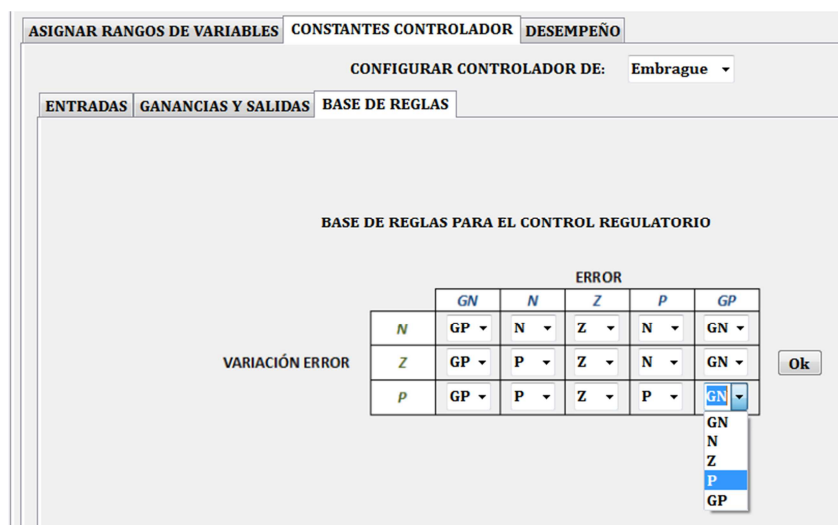 ASIGNAR RANGOS DE VARIABLES CONSTANTES CONTROLADOR DESEMPEÑO
CONFIGURAR CONTROLADOR DE: Embrague
ENTRADAS GANANCIAS Y SALIDAS BASE DE REGLAS
BASE DE REGLAS PARA EL CONTROL REGULATORIO
ERROR
GN N Z P GP
N GP N Z N GN
VARIACIÓN ERROR Z GP P Z N GN Ok
P GP P Z P GN
GN
N
Z
P
GP